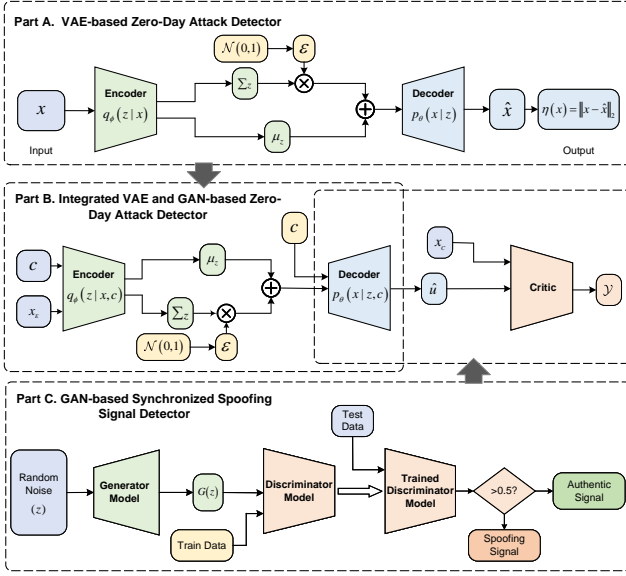 Part A. VAE-based Zero-Day Attack Detector
𝒩(0,1)
ε
x
Encoder
q_ϕ(z|x)
Σz
μ_z
Decoder
p_θ(x|z)
x̂
η(x)=‖x−x̂‖₂
Input
Output
Part B. Integrated VAE and GAN-based Zero-
Day Attack Detector
c
x_ε
Encoder
q_ϕ(z|x,c)
μ_z
Σz
𝒩(0,1)
ε
c
Decoder
p_θ(x|z,c)
x_c
û
Critic
y
Part C. GAN-based Synchronized Spoofing
Signal Detector
Random
Noise
(z)
Generator
Model
G(z)
Train Data
Discriminator
Model
Test
Data
Trained
Discriminator
Model
>0.5?
Authentic
Signal
Spoofing
Signal